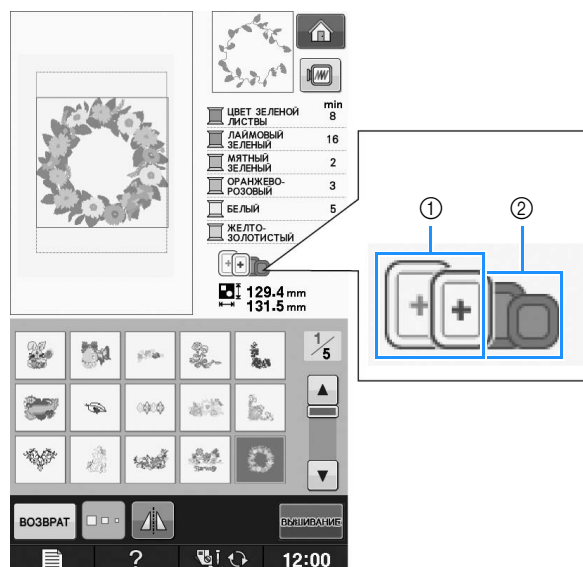 min
ЦВЕТ ЗЕЛЕНОЙ 8
ЛИСТВЫ
ЛАЙМОВЫЙ 16
ЗЕЛЕНЫЙ
МЯТНЫЙ 2
ЗЕЛЕНЫЙ
ОРАНЖЕВО- 3
РОЗОВЫЙ
БЕЛЫЙ 5
ЖЕЛТО-
ЗОЛОТИСТЫЙ
129.4 mm
131.5 mm
① ②
1/5
ВОЗВРАТ
ВЫШИВАНИЕ
? 12:00